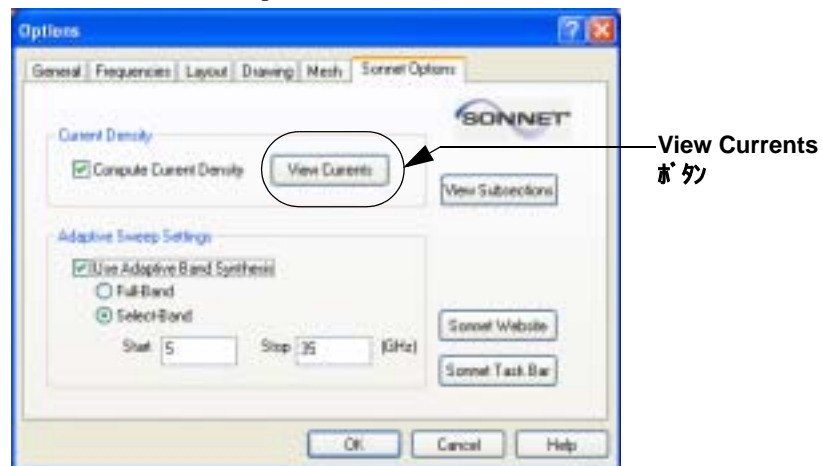 Options
General Frequencies Layout Drawing Mesh Sonnet Options
SONNET
Current Density
Compute Current Density
View Currents
View Currents
ボタン
View Subsections
Adaptive Sweep Settings
Use Adaptive Band Synthesis
Full-Band
Select-Band
Start 5 Stop 35 (GHz)
Sonnet Website
Sonnet Task Bar
OK Cancel Help